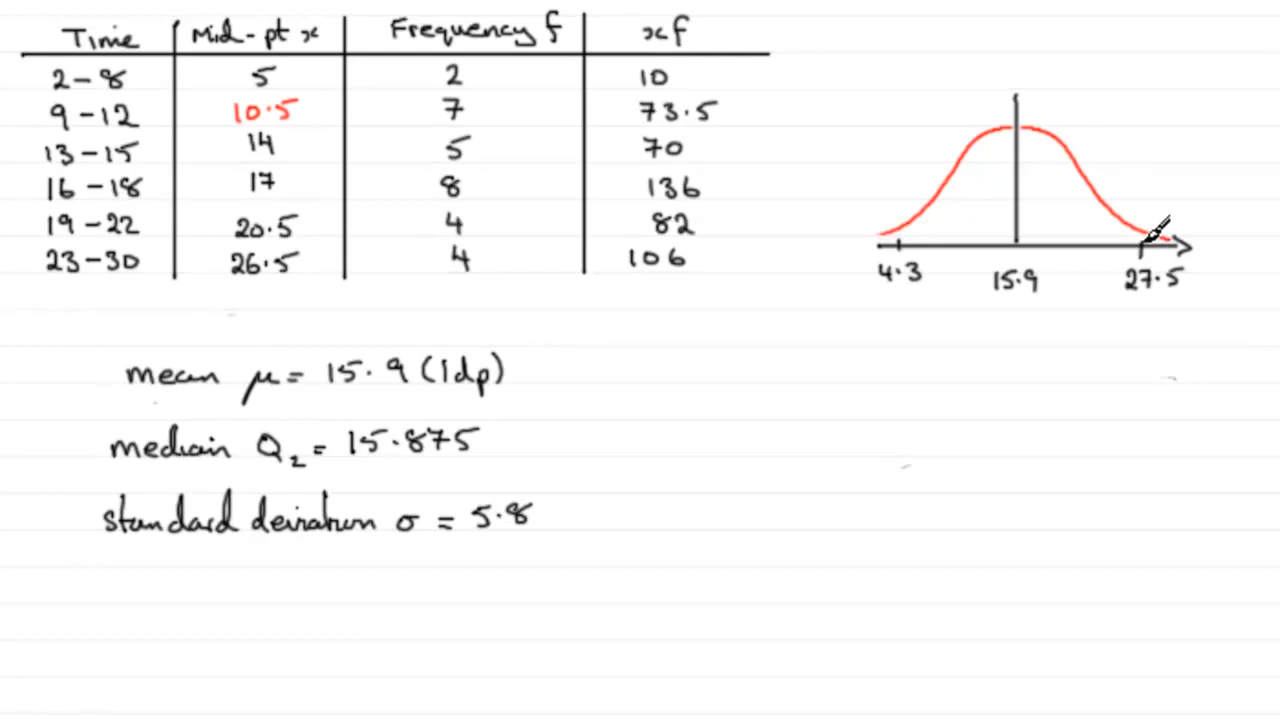 Time Mid-pt x Frequency f xf
2-8 5 2 10
9-12 10.5 7 73.5
13-15 14 5 70
16-18 17 8 136
19-22 20.5 4 82
23-30 26.5 4 106
4.3 15.9 27.5
mean μ = 15.9 (1dp)
median Q₂ = 15.875
standard deviation σ = 5.8